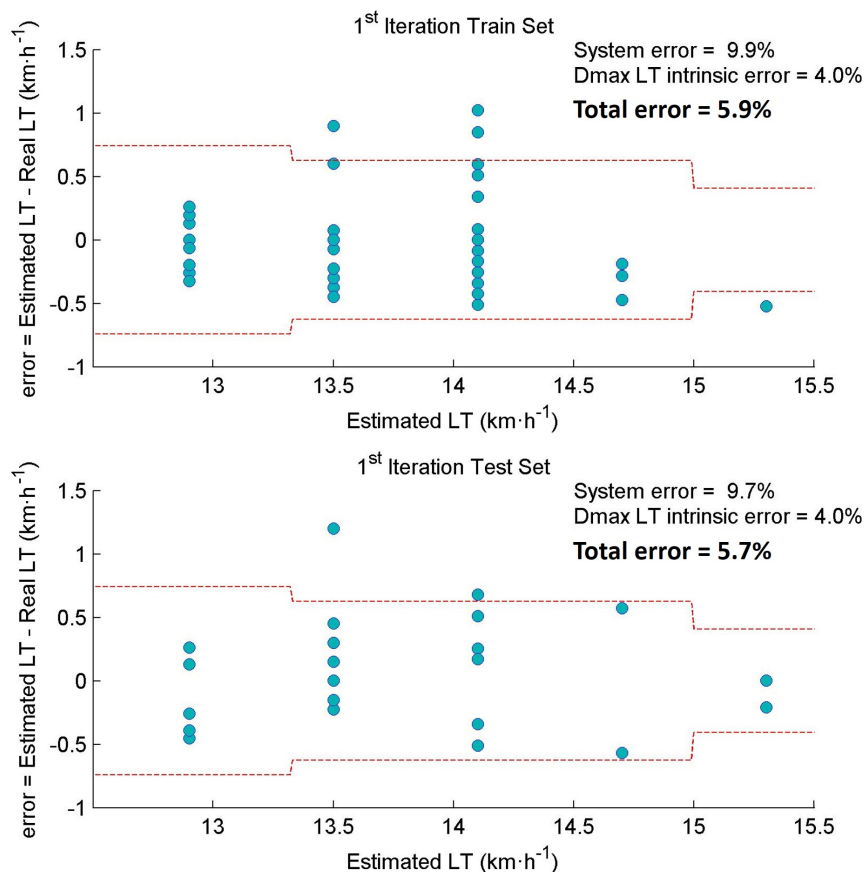 1st Iteration Train Set
System error = 9.9%
Dmax LT intrinsic error = 4.0%
Total error = 5.9%
error = Estimated LT - Real LT (km·h-1)
1.5
1
0.5
0
-0.5
-1
13
13.5
14
14.5
15
15.5
Estimated LT (km·h-1)
1st Iteration Test Set
System error = 9.7%
Dmax LT intrinsic error = 4.0%
Total error = 5.7%
error = Estimated LT - Real LT (km·h-1)
1.5
1
0.5
0
-0.5
-1
13
13.5
14
14.5
15
15.5
Estimated LT (km·h-1)